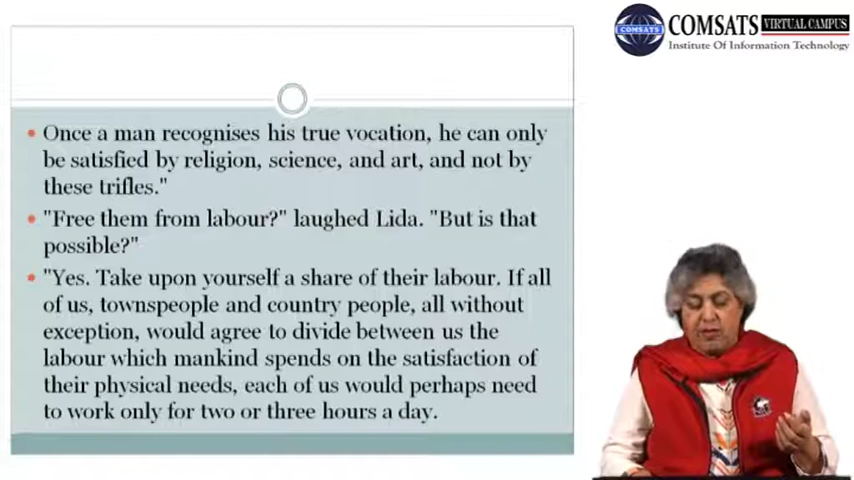 COMSATS VIRTUAL CAMPUS
COMSATS
Institute Of Information Technology
• Once a man recognises his true vocation, he can only
be satisfied by religion, science, and art, and not by
these trifles."
• "Free them from labour?" laughed Lida. "But is that
possible?"
• "Yes. Take upon yourself a share of their labour. If all
of us, townspeople and country people, all without
exception, would agree to divide between us the
labour which mankind spends on the satisfaction of
their physical needs, each of us would perhaps need
to work only for two or three hours a day.